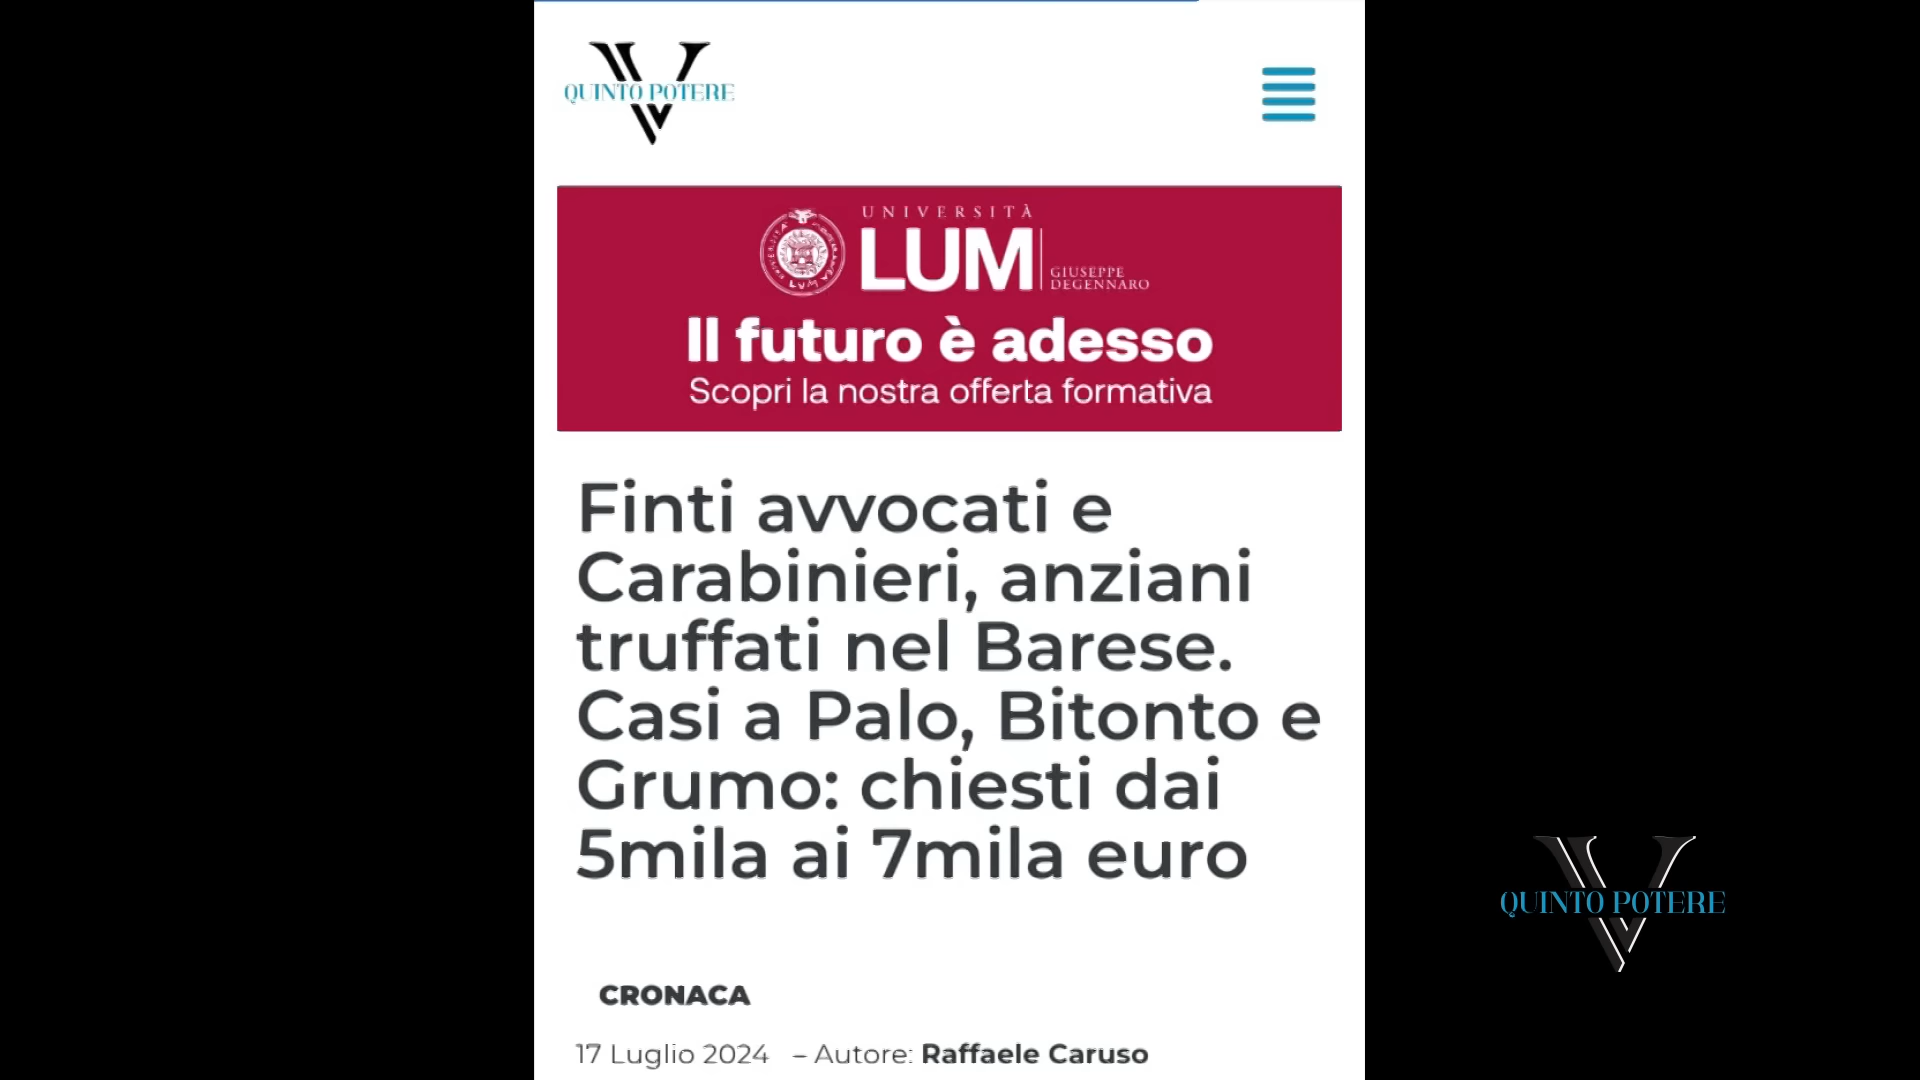 QUINTO POTERE
UNIVERSITÀ
LUM
GIUSEPPE
DEGENNARO
Il futuro è adesso
Scopri la nostra offerta formativa
Finti avvocati e
Carabinieri, anziani
truffati nel Barese.
Casi a Palo, Bitonto e
Grumo: chiesti dai
5mila ai 7mila euro
CRONACA
17 Luglio 2024 – Autore: Raffaele Caruso
QUINTO POTERE